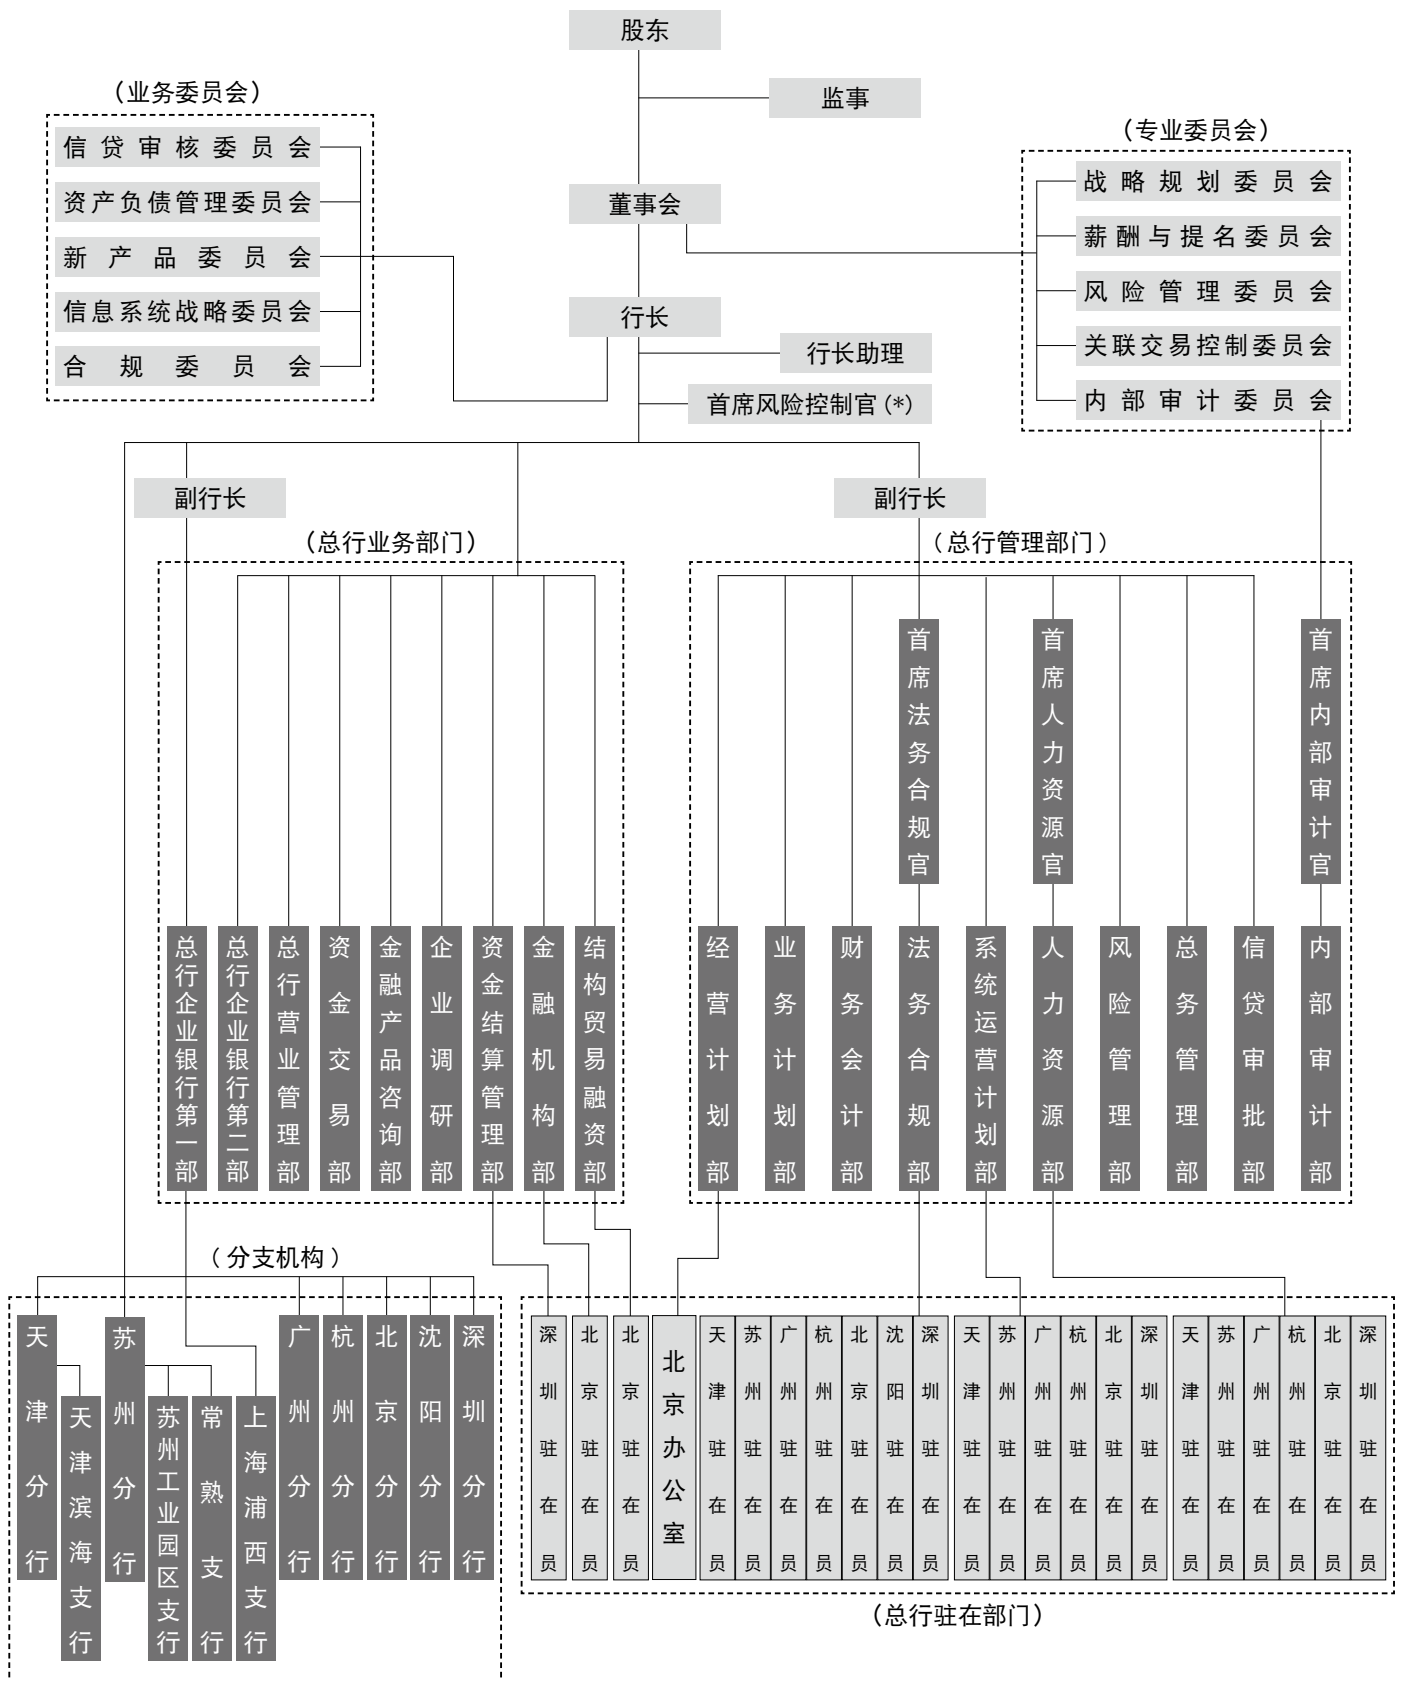 股东
监事
（业务委员会）
信贷审核委员会
资产负债管理委员会
新产品委员会
信息系统战略委员会
合规委员会
（专业委员会）
战略规划委员会
薪酬与提名委员会
风险管理委员会
关联交易控制委员会
内部审计委员会
董事会
行长
行长助理
首席风险控制官(*)
副行长
副行长
（总行业务部门）
（总行管理部门）
首席法务合规官
首席人力资源官
首席内部审计官
总行企业银行第一部
总行企业银行第二部
总行营业管理部
资金交易部
金融产品咨询部
企业调研部
资金结算管理部
金融机构部
结构贸易融资部
经营计划部
业务计划部
财务会计部
法务合规部
系统运营计划部
人力资源部
风险管理部
总务管理部
信贷审批部
内部审计部
（分支机构）
天津分行
天津滨海支行
苏州分行
苏州工业园区支行
常熟支行
上海浦西支行
广州分行
杭州分行
北京分行
沈阳分行
深圳分行
深圳驻在员
北京驻在员
北京驻在员
北京办公室
天津驻在员
苏州驻在员
广州驻在员
杭州驻在员
北京驻在员
沈阳驻在员
深圳驻在员
天津驻在员
苏州驻在员
广州驻在员
杭州驻在员
北京驻在员
深圳驻在员
天津驻在员
苏州驻在员
广州驻在员
杭州驻在员
北京驻在员
深圳驻在员
（总行驻在部门）